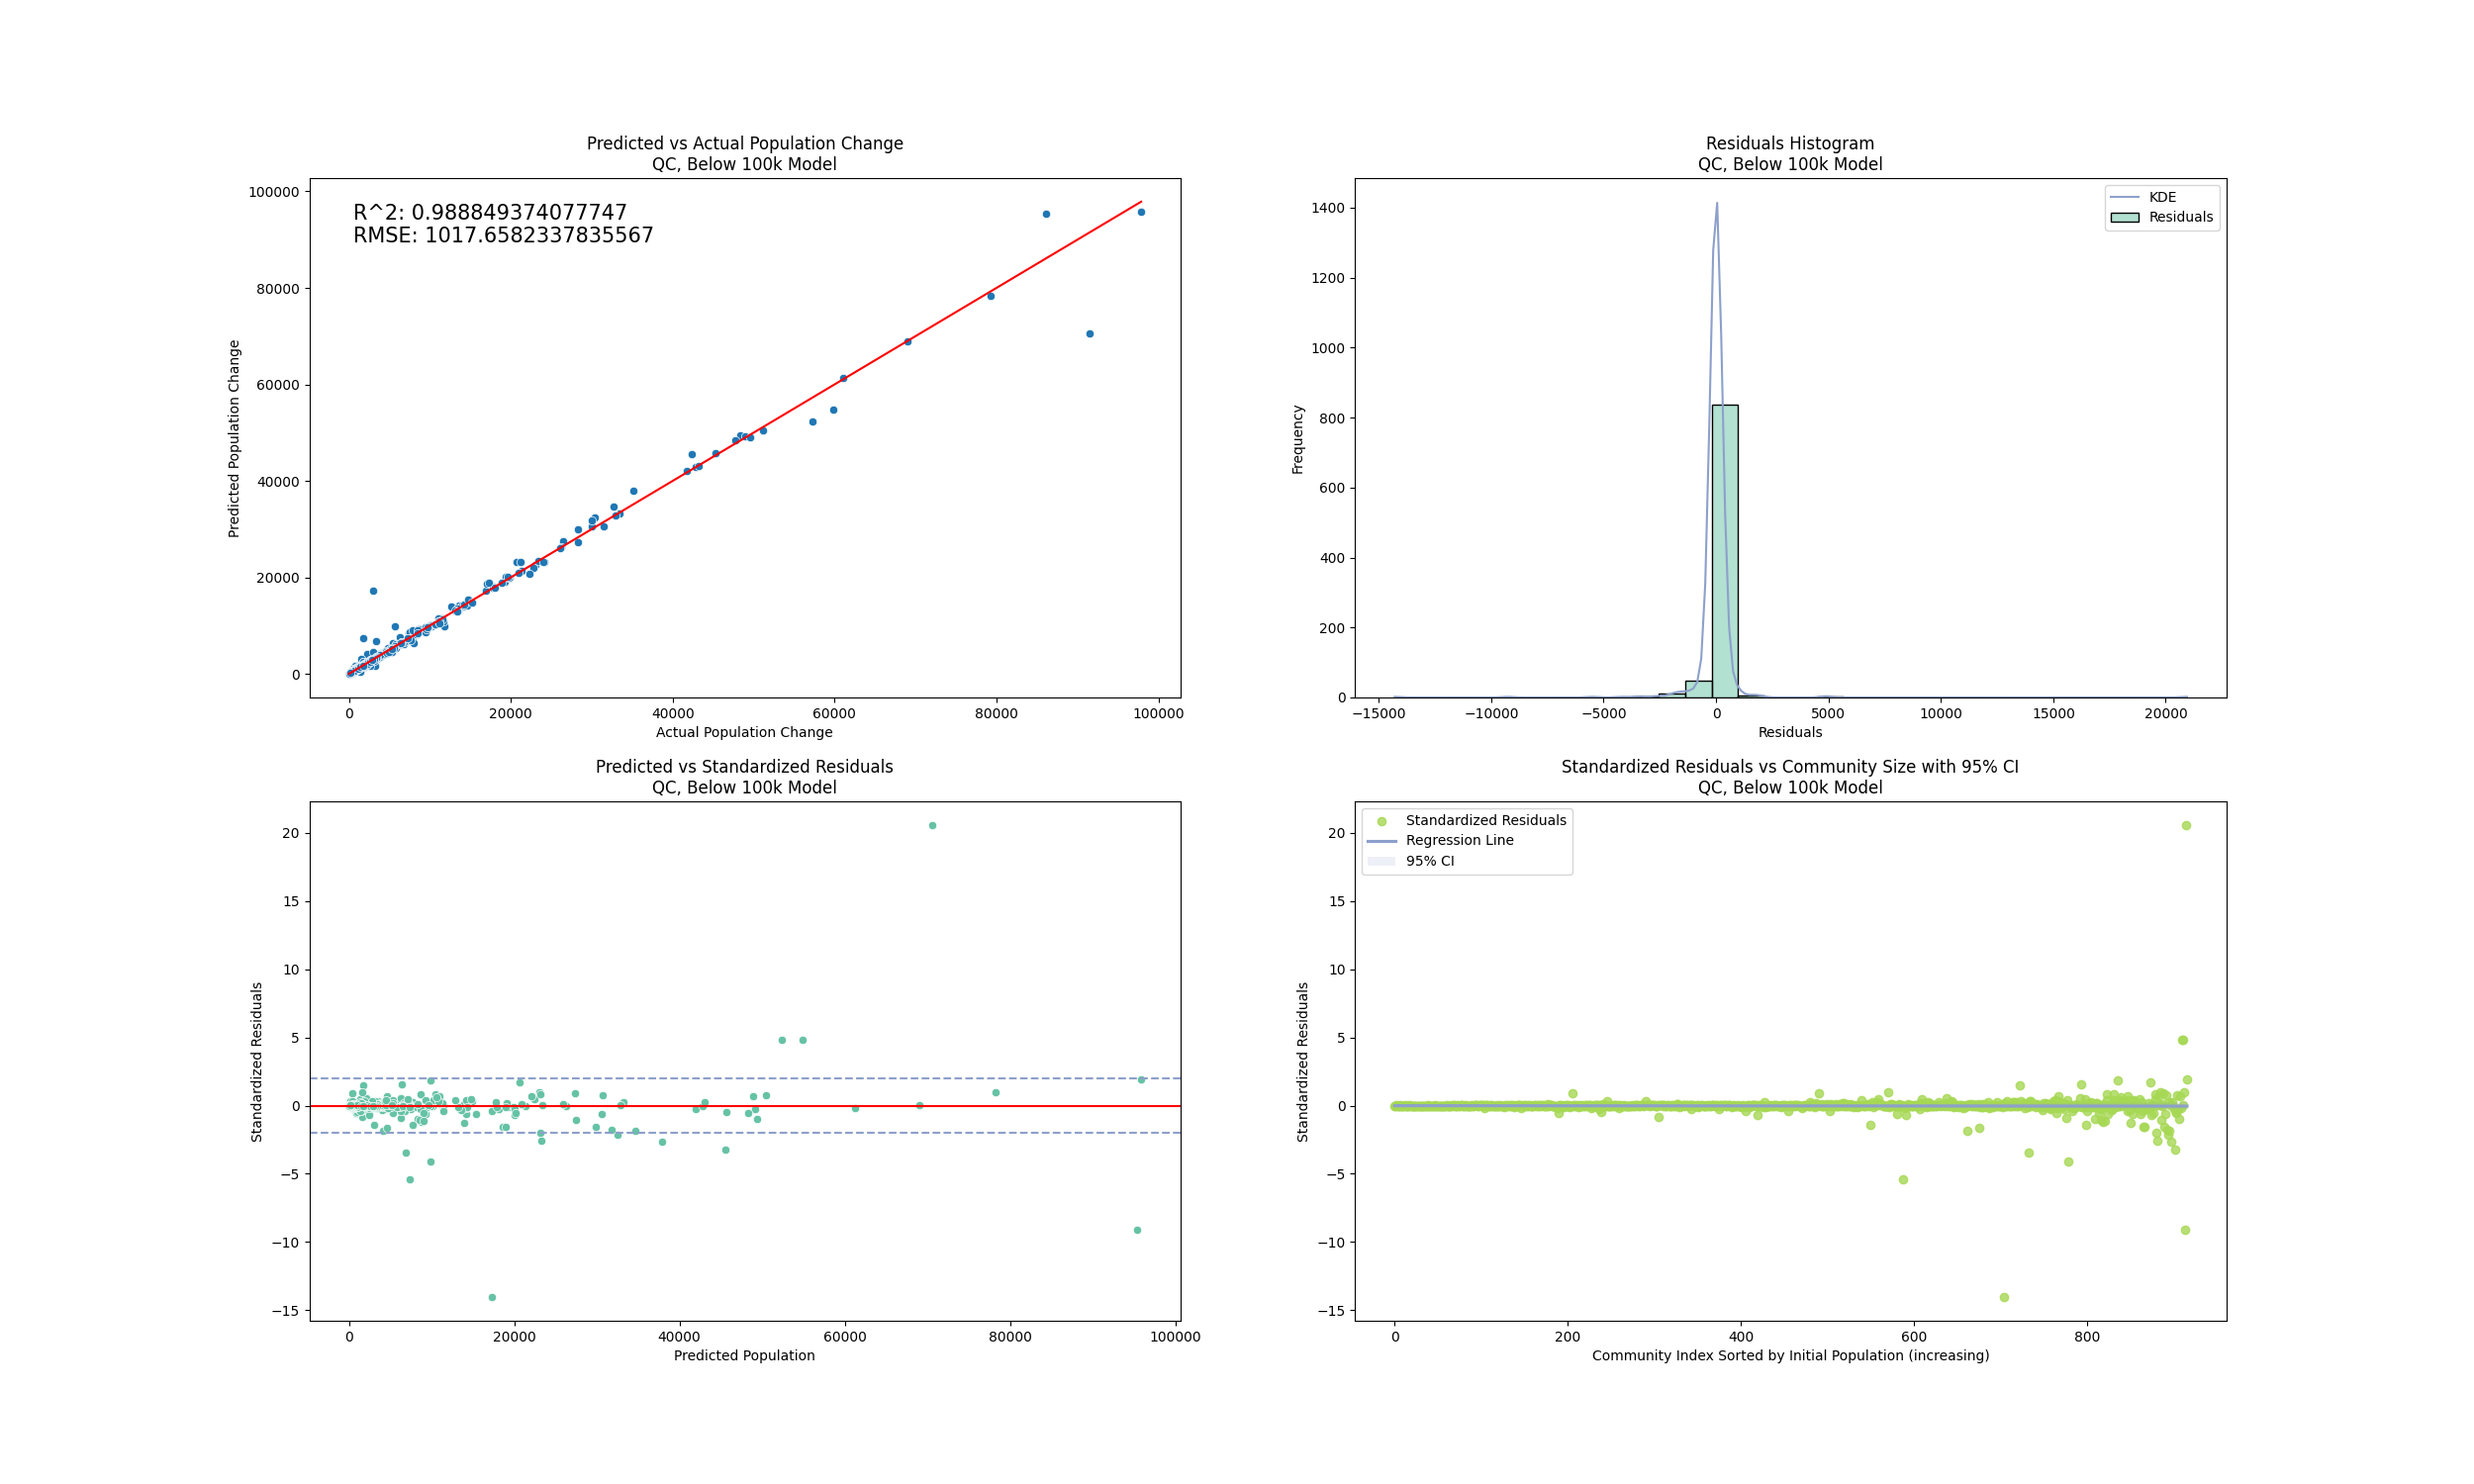 Predicted vs Actual Population Change
QC, Below 100k Model
R^2: 0.988849374077747
RMSE: 1017.6582337835567
100000
80000
60000
40000
20000
0
Predicted Population Change
0 20000 40000 60000 80000 100000
Actual Population Change
Residuals Histogram
QC, Below 100k Model
KDE
Residuals
1400
1200
1000
800
600
400
200
0
Frequency
−15000 −10000 −5000 0 5000 10000 15000 20000
Residuals
Predicted vs Standardized Residuals
QC, Below 100k Model
20
15
10
5
0
−5
−10
−15
Standardized Residuals
0 20000 40000 60000 80000 100000
Predicted Population
Standardized Residuals vs Community Size with 95% CI
QC, Below 100k Model
Standardized Residuals
Regression Line
95% CI
20
15
10
5
0
−5
−10
−15
Standardized Residuals
0 200 400 600 800
Community Index Sorted by Initial Population (increasing)